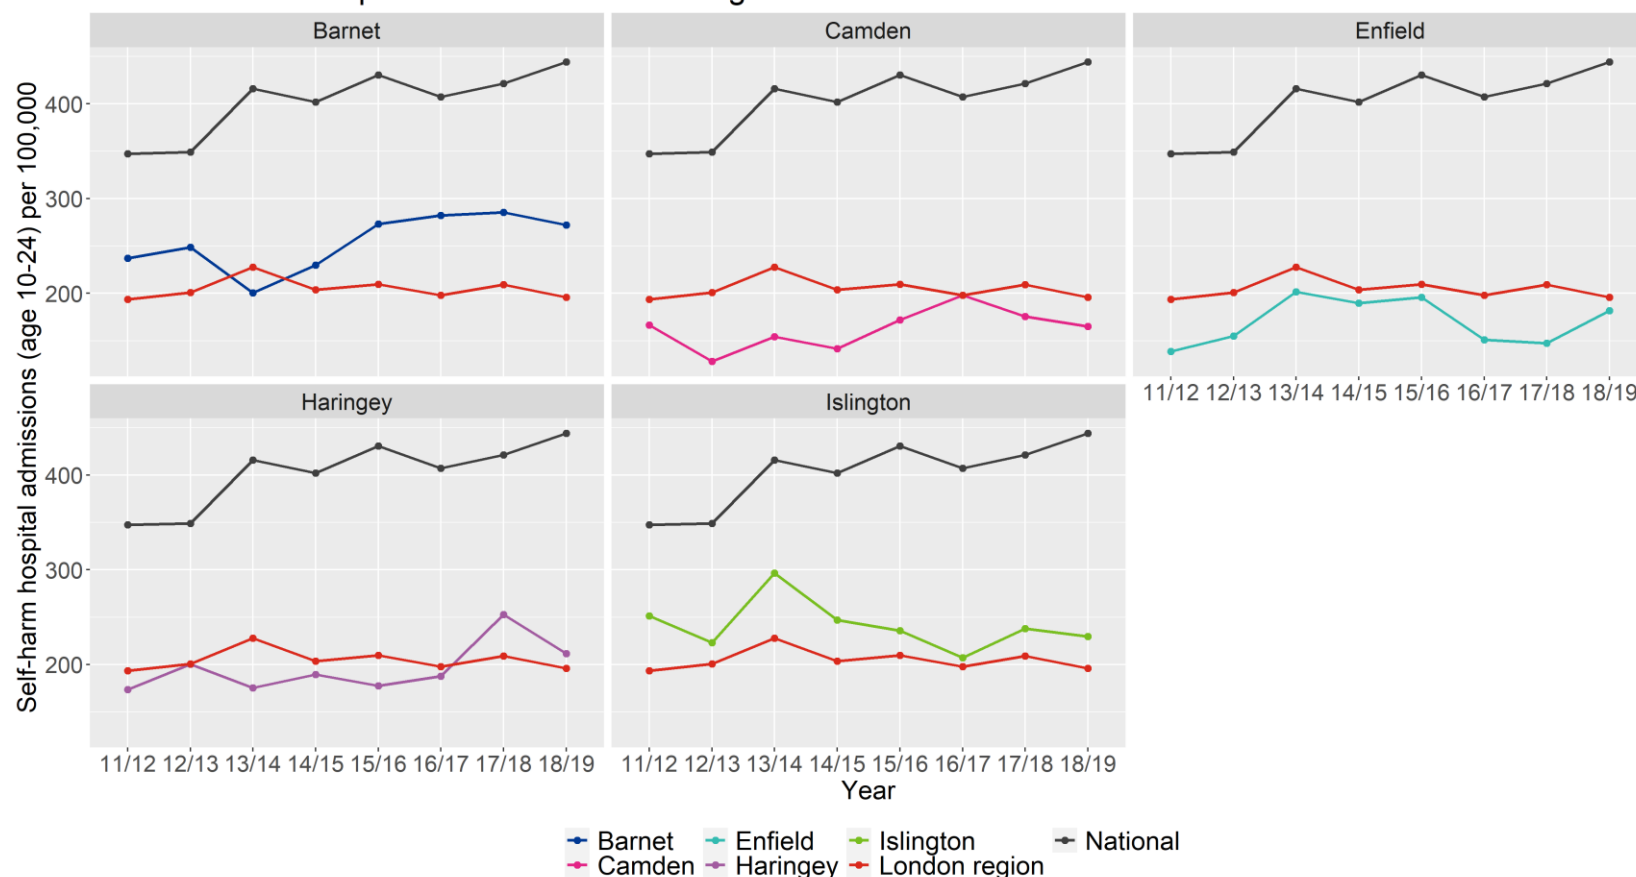 Barnet Camden Enfield
Self-harm hospital admissions (age 10-24) per 100,000
400
300
200
11/12 12/13 13/14 14/15 15/16 16/17 17/18 18/19
Haringey Islington
400
300
200
11/12 12/13 13/14 14/15 15/16 16/17 17/18 18/19 11/12 12/13 13/14 14/15 15/16 16/17 17/18 18/19
Year
Barnet Enfield Islington National
Camden Haringey London region